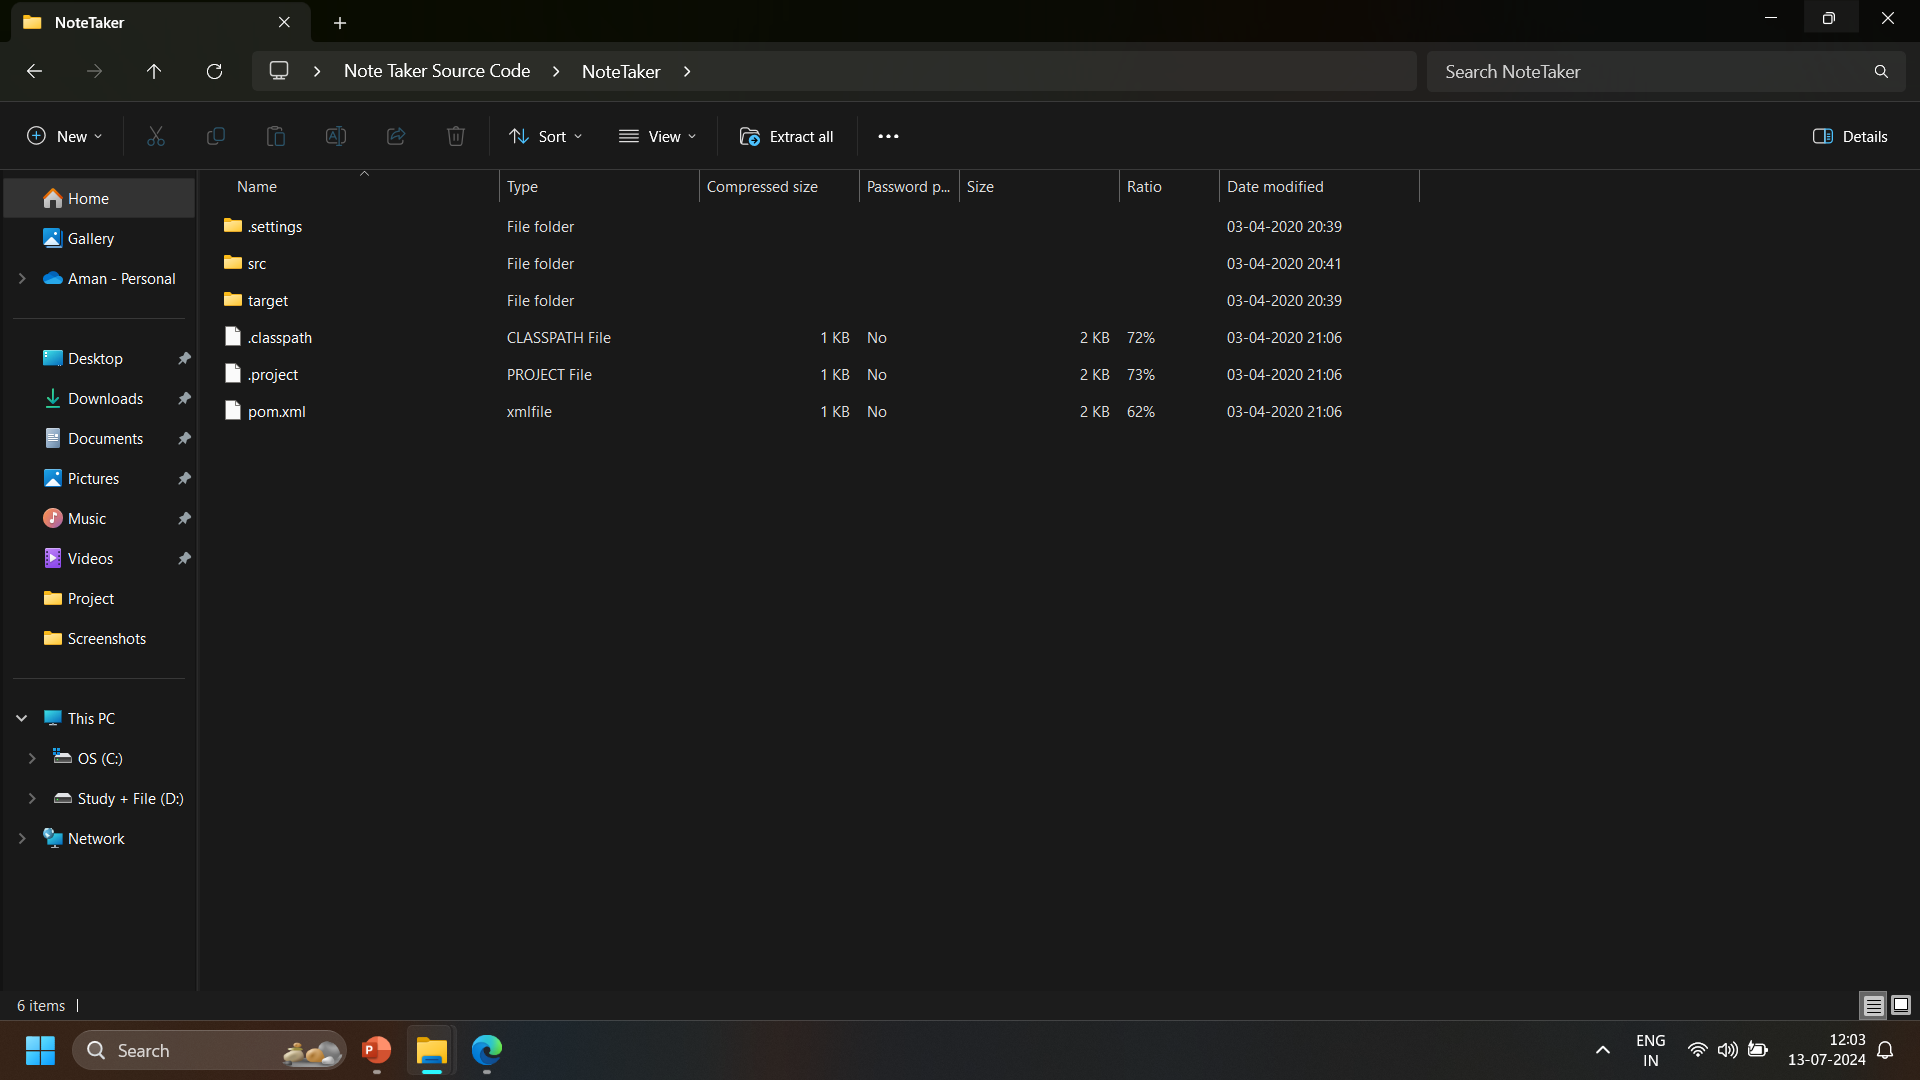 NoteTaker
Note Taker Source Code
NoteTaker
Search NoteTaker
New
Sort
View
Extract all
Details
Home
Gallery
Aman - Personal
Desktop
Downloads
Documents
Pictures
Music
Videos
Project
Screenshots
This PC
OS (C:)
Study + File (D:)
Network
Name Type Compressed size Password p... Size Ratio Date modified
.settings File folder 03-04-2020 20:39
src File folder 03-04-2020 20:41
target File folder 03-04-2020 20:39
.classpath CLASSPATH File 1 KB No 2 KB 72% 03-04-2020 21:06
.project PROJECT File 1 KB No 2 KB 73% 03-04-2020 21:06
pom.xml xmlfile 1 KB No 2 KB 62% 03-04-2020 21:06
6 items
P
Search
ENG
IN
12:03
13-07-2024